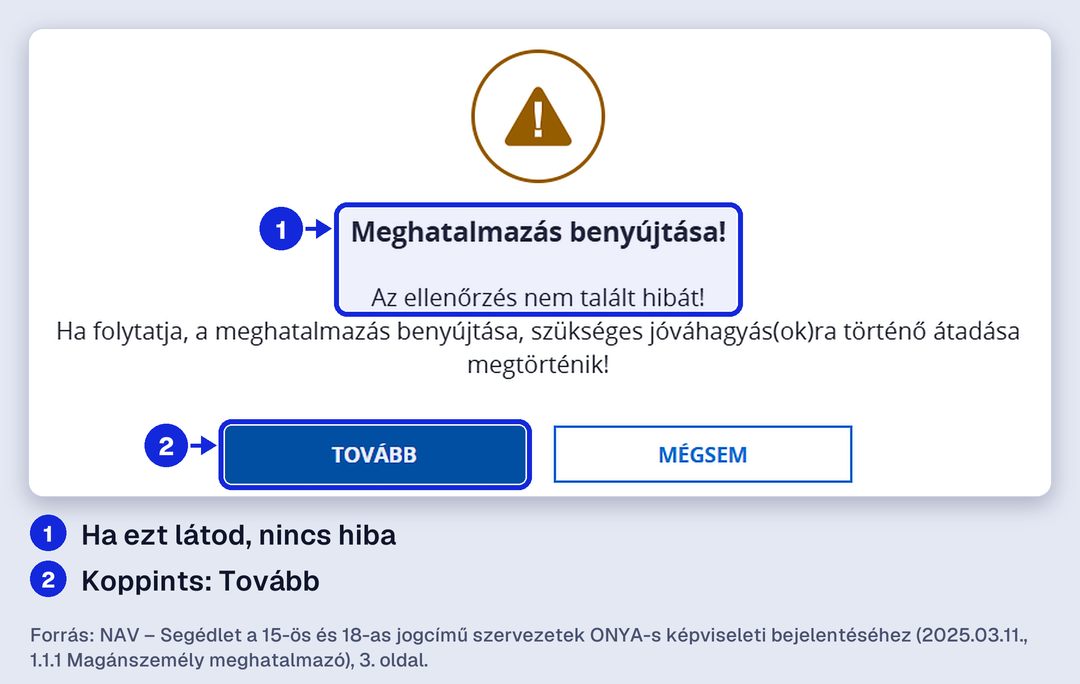 1
Meghatalmazás benyújtása!
Az ellenőrzés nem talált hibát!
Ha folytatja, a meghatalmazás benyújtása, szükséges jóváhagyás(ok)ra történő átadása
megtörténik!
2
TOVÁBB
MÉGSEM
1 Ha ezt látod, nincs hiba
2 Koppints: Tovább
Forrás: NAV – Segédlet a 15-ös és 18-as jogcímű szervezetek ONYA-s képviseleti bejelentéséhez (2025.03.11.,
1.1.1 Magánszemély meghatalmazó), 3. oldal.